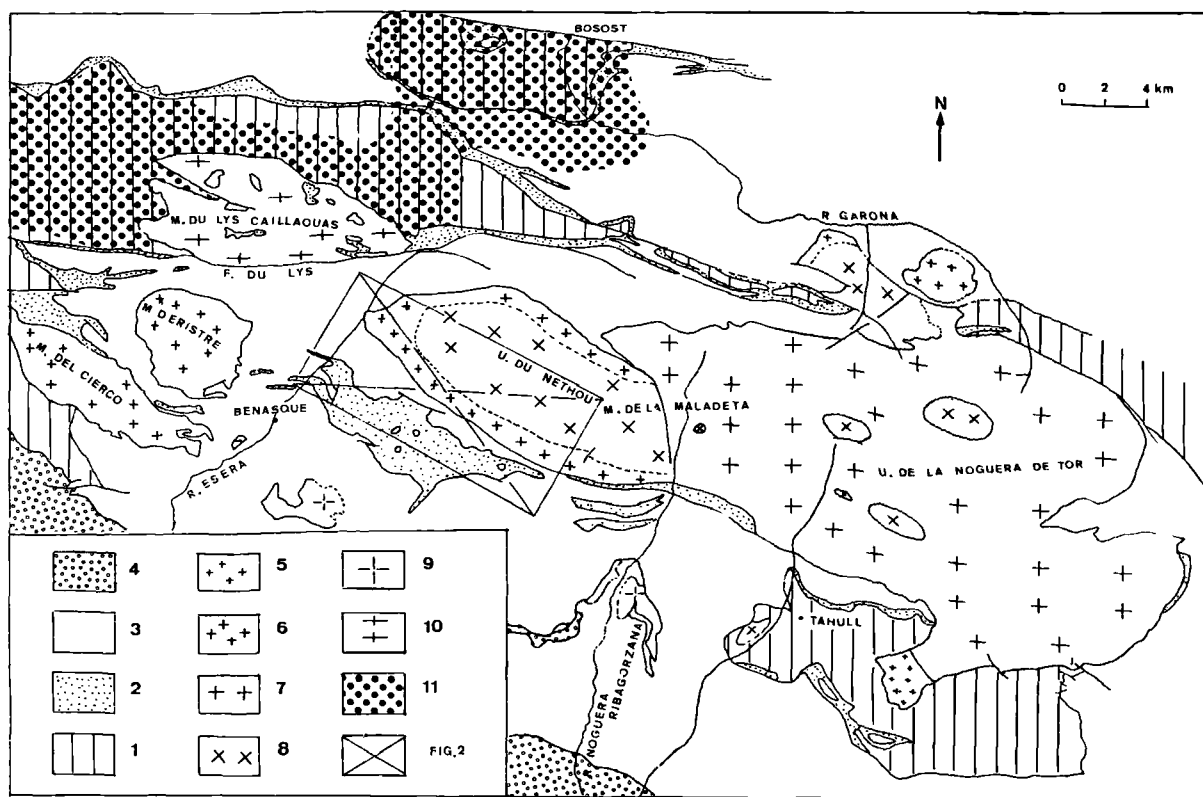 BOSOST
0 2 4 km
N
R GARONA
M. DU LYS CAILLAOUAS
F. DU LYS
M. DERISTRE
M. DEL CIERCO
U. DU NETHOU
BENASQUE
M. DE LA MALADETA
U. DE LA NOGUERA DE TOR
R. ESERA
TAHULL
R NOGUERA
RIBAGORZANA
4 5 9
3 6 10
2 7 11
1 8 FIG.2